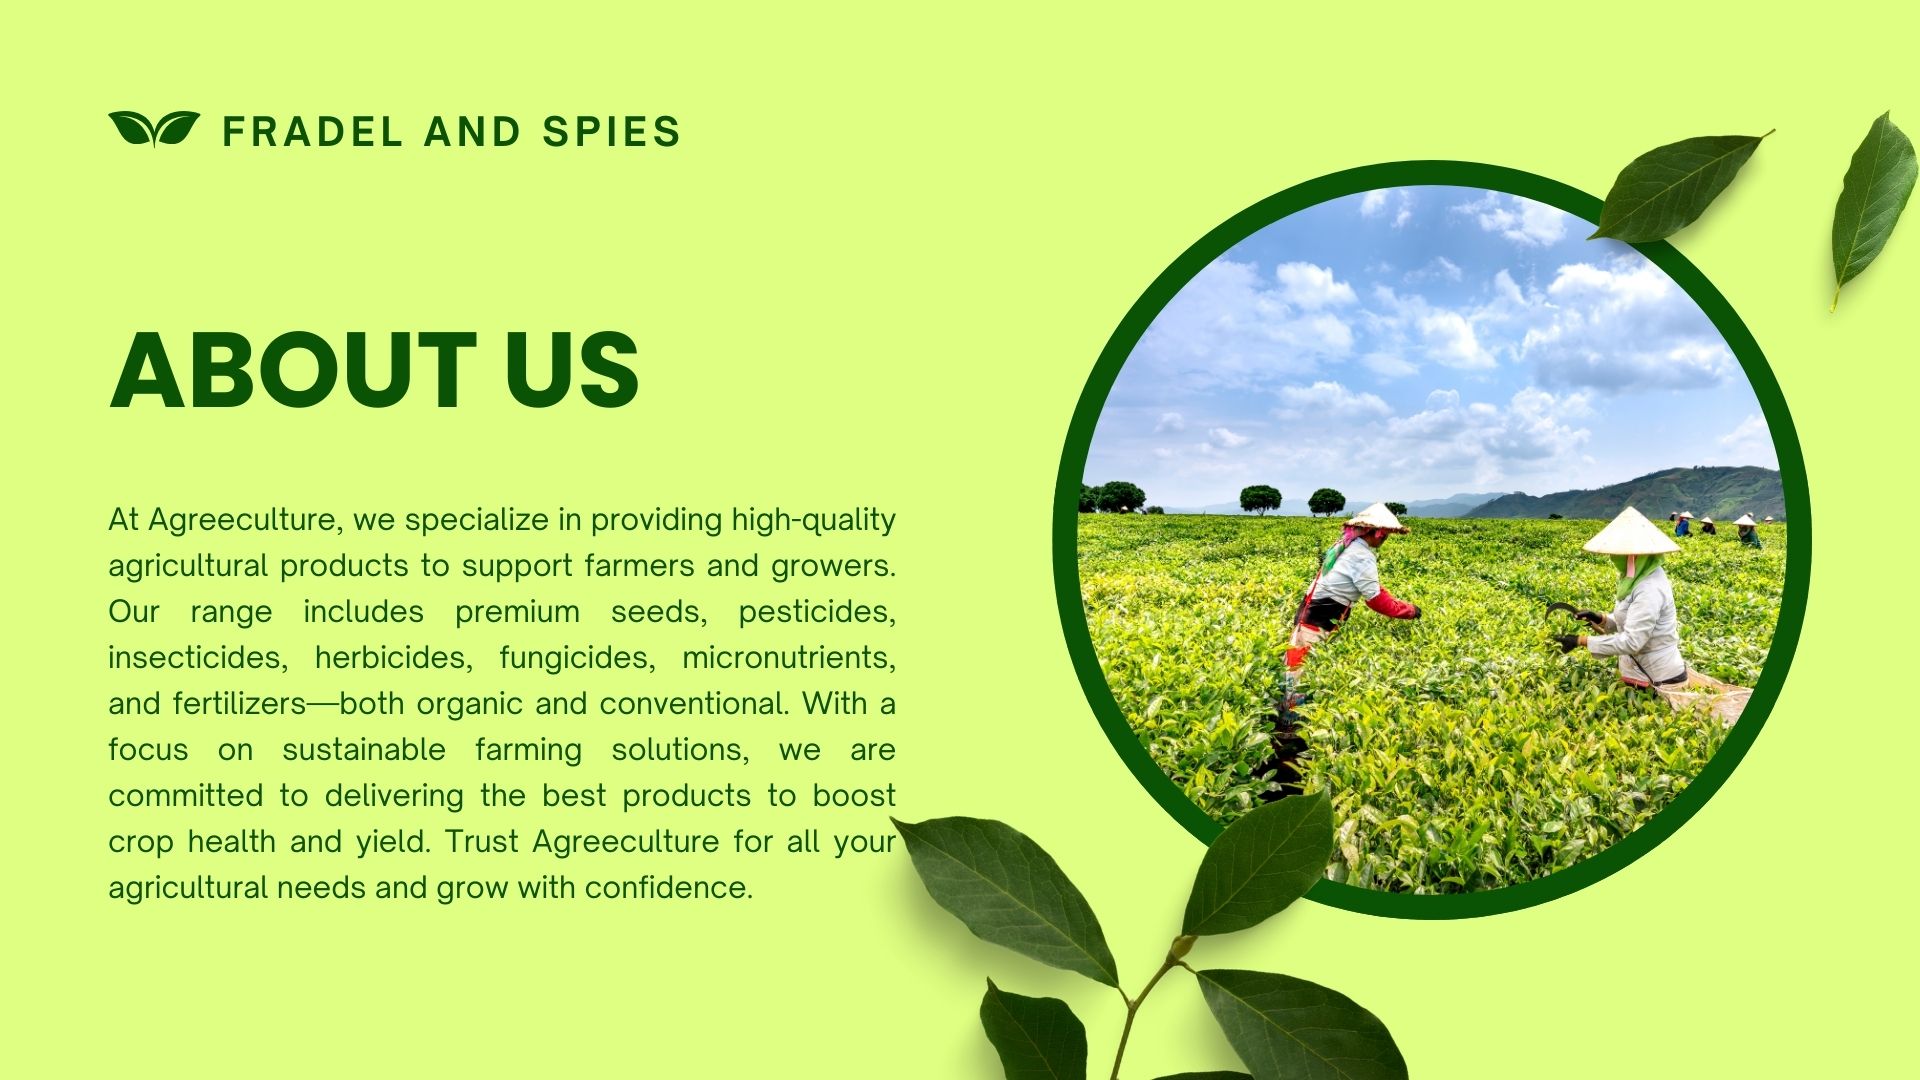 FRADEL AND SPIES
ABOUT US
At Agreeculture, we specialize in providing high-quality
agricultural products to support farmers and growers.
Our range includes premium seeds, pesticides,
insecticides, herbicides, fungicides, micronutrients,
and fertilizers—both organic and conventional. With a
focus on sustainable farming solutions, we are
committed to delivering the best products to boost
crop health and yield. Trust Agreeculture for all your
agricultural needs and grow with confidence.